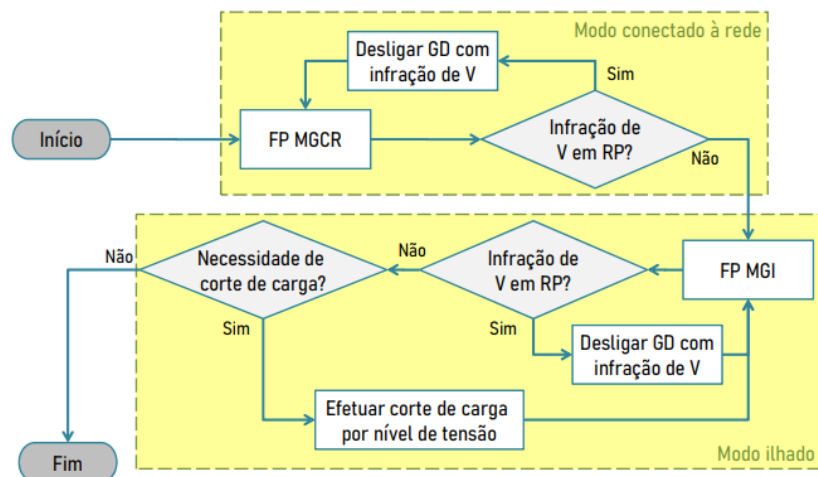 Modo conectado à rede
Desligar GD com
infração de V
Sim
Início
FP MGCR
Infração de
V em RP?
Não
Não
Necessidade de
corte de carga?
Não
Infração de
V em RP?
FP MGI
Sim
Sim
Desligar GD com
infração de V
Efetuar corte de carga
por nível de tensão
Modo ilhado
Fim